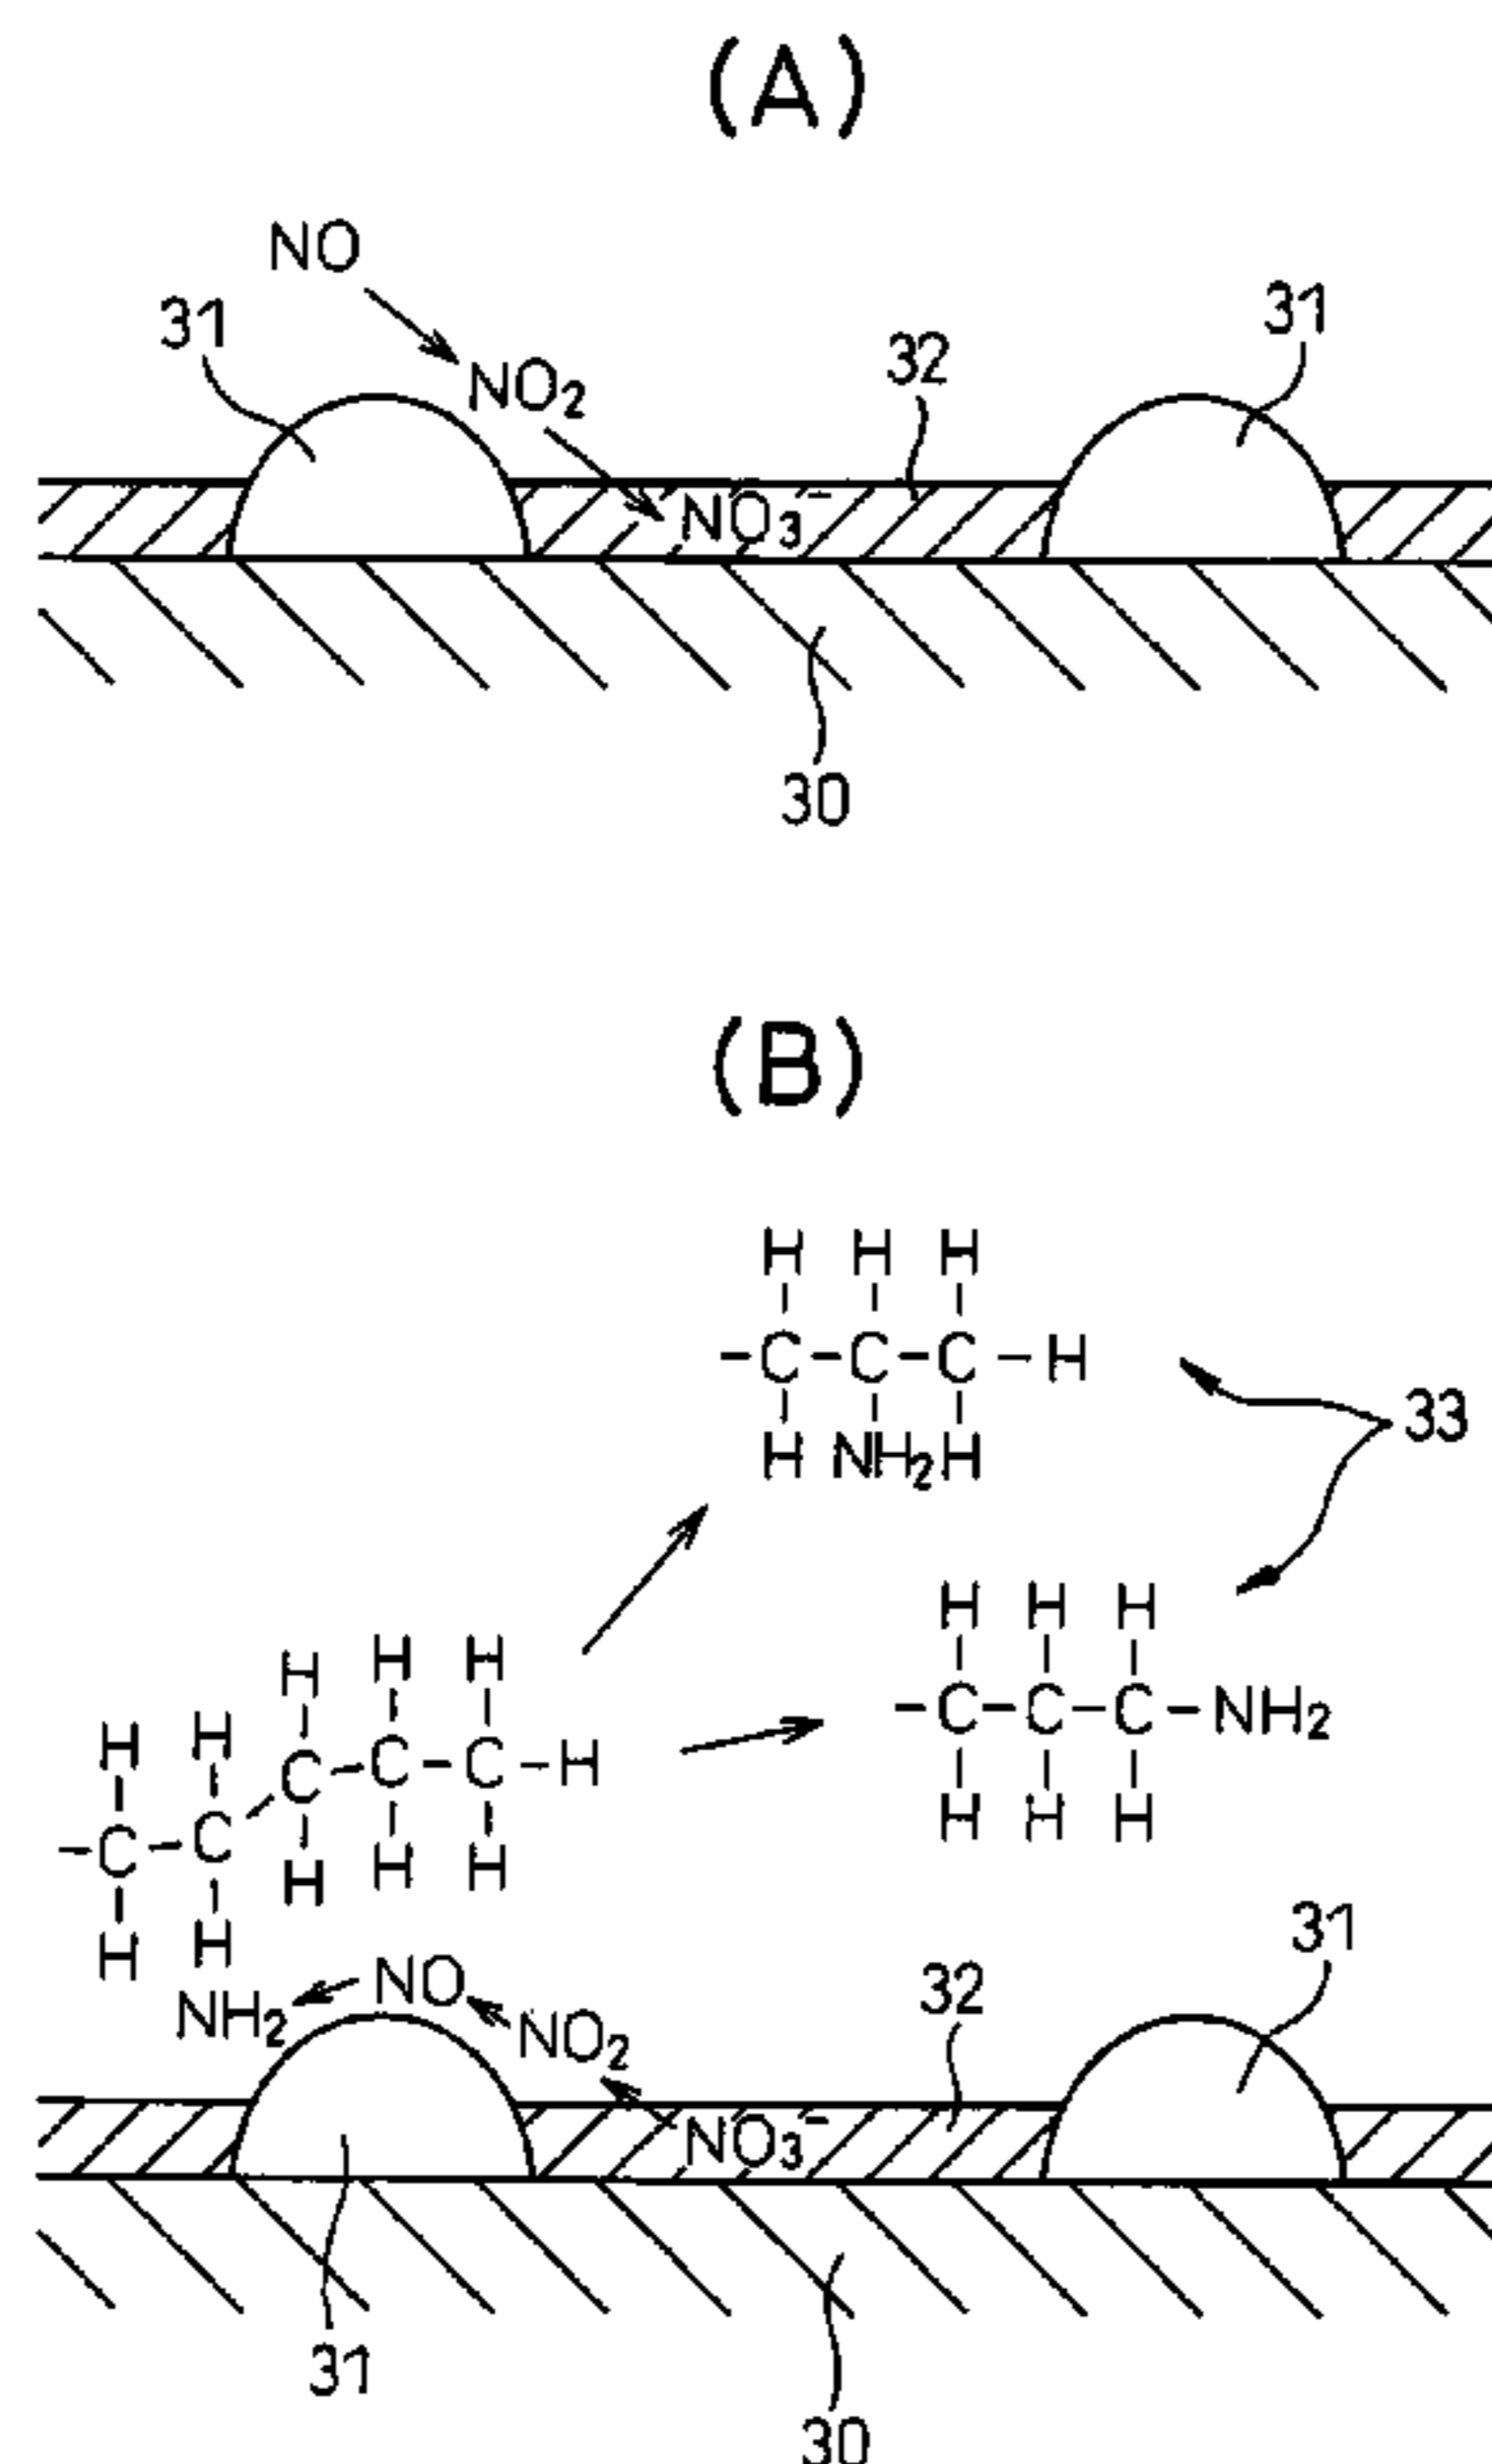 (A)
NO
31
31
NO₂
32
NO₃⁻
30
(B)
H H H
-C-C-C-H
33
H NH₂ H
H H H
-C-C-C-NH₂
H H H
H H H H H
-C-C-C-C-C-H
H H H H H
31
NO
32
NH₂
NO₂
NO₃⁻
31
30